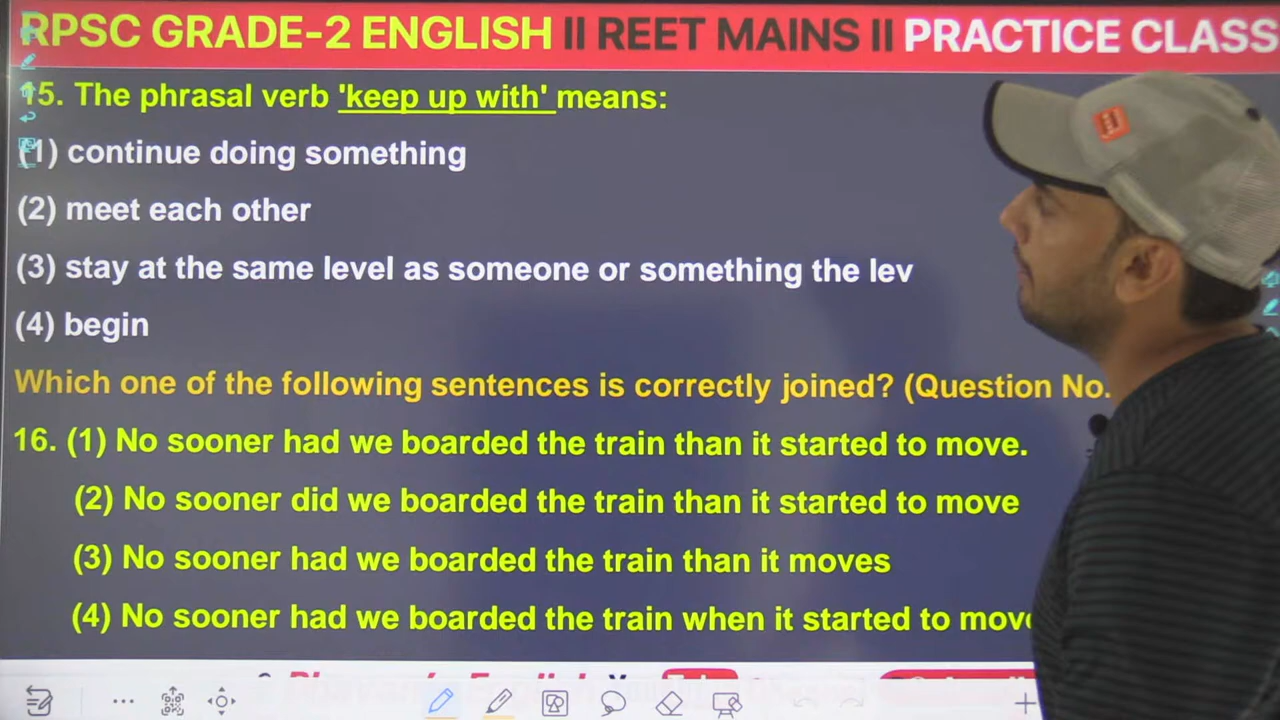 RPSC GRADE-2 ENGLISH II REET MAINS II PRACTICE CLASS
15. The phrasal verb 'keep up with' means:
(1) continue doing something
(2) meet each other
(3) stay at the same level as someone or something the lev
(4) begin
Which one of the following sentences is correctly joined? (Question No.
16. (1) No sooner had we boarded the train than it started to move.
(2) No sooner did we boarded the train than it started to move
(3) No sooner had we boarded the train than it moves
(4) No sooner had we boarded the train when it started to move